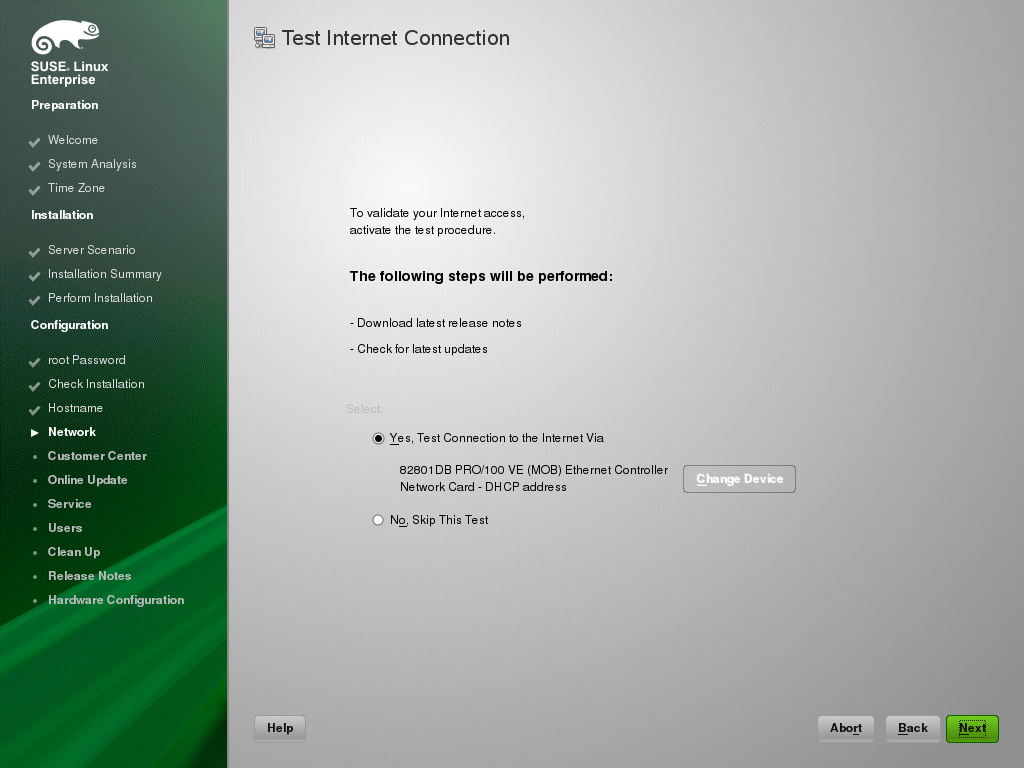 SUSE® Linux
Enterprise
Preparation
Welcome
System Analysis
Time Zone
Installation
Server Scenario
Installation Summary
Perform Installation
Configuration
root Password
Check Installation
Hostname
Network
Customer Center
Online Update
Service
Users
Clean Up
Release Notes
Hardware Configuration
Test Internet Connection
To validate your Internet access,
activate the test procedure.
The following steps will be performed:
- Download latest release notes
- Check for latest updates
Select:
Yes, Test Connection to the Internet Via
82801DB PRO/100 VE (MOB) Ethernet Controller
Network Card - DHCP address
Change Device
No, Skip This Test
Help
Abort
Back
Next